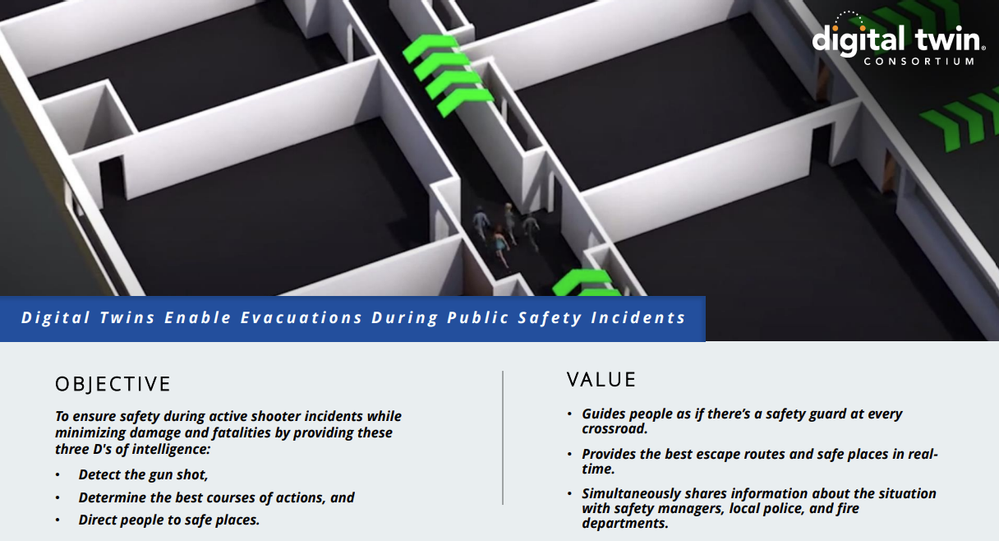 digital twin®
CONSORTIUM
Digital Twins Enable Evacuations During Public Safety Incidents
OBJECTIVE
To ensure safety during active shooter incidents while
minimizing damage and fatalities by providing these
three D's of intelligence:
• Detect the gun shot,
• Determine the best courses of actions, and
• Direct people to safe places.
VALUE
• Guides people as if there’s a safety guard at every
crossroad.
• Provides the best escape routes and safe places in real-
time.
• Simultaneously shares information about the situation
with safety managers, local police, and fire
departments.